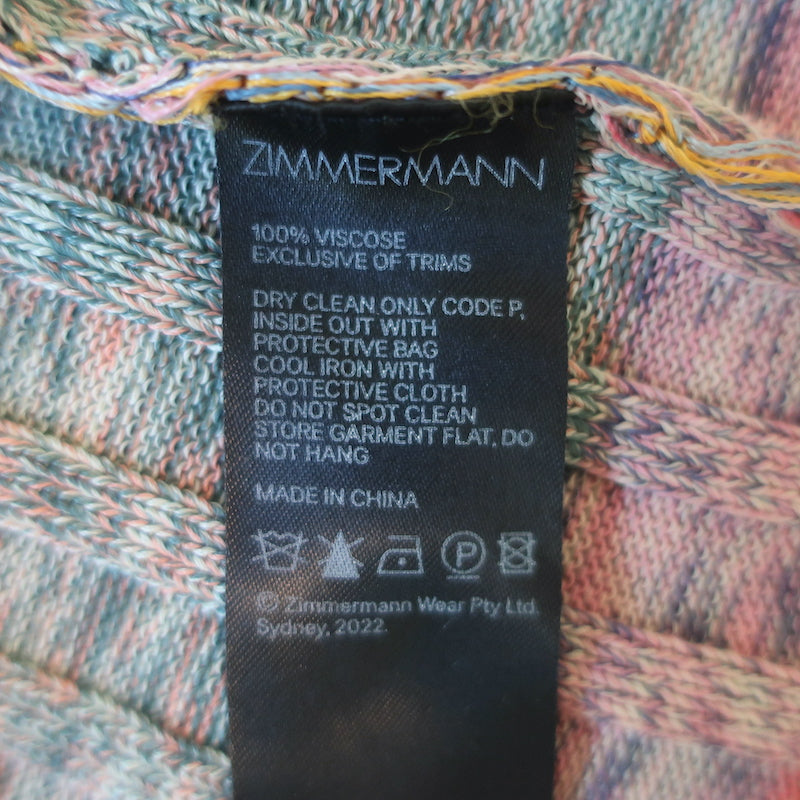 ZIMMERMANN
100% VISCOSE
EXCLUSIVE OF TRIMS
DRY CLEAN ONLY CODE P,
INSIDE OUT WITH
PROTECTIVE BAG
COOL IRON WITH
PROTECTIVE CLOTH
DO NOT SPOT CLEAN
STORE GARMENT FLAT, DO
NOT HANG
MADE IN CHINA
P
© Zimmermann Wear Pty Ltd.
Sydney, 2022